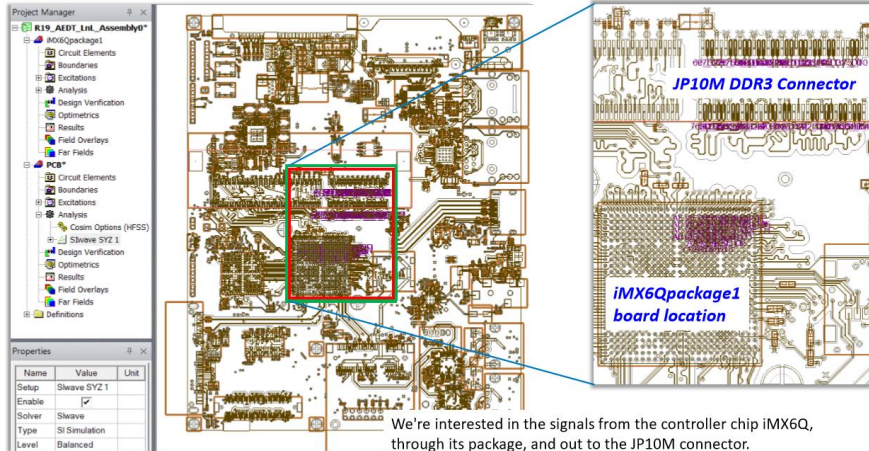 Project Manager
R19_AEDT_LnL_Assembly0*
iMX6Qpackage1
Circuit Elements
Boundaries
Excitations
Analysis
Design Verification
Optimetrics
Results
Field Overlays
Far Fields
PCB*
Circuit Elements
Boundaries
Excitations
Analysis
Cosim Options (HFSS)
SIwave SYZ 1
Design Verification
Optimetrics
Results
Field Overlays
Far Fields
Definitions
Properties
Name Value Unit
Setup SIwave SYZ 1
Enable
Solver SIwave
Type SI Simulation
Level Balanced
JP10M DDR3 Connector
iMX6Qpackage1
board location
We're interested in the signals from the controller chip iMX6Q,
through its package, and out to the JP10M connector.